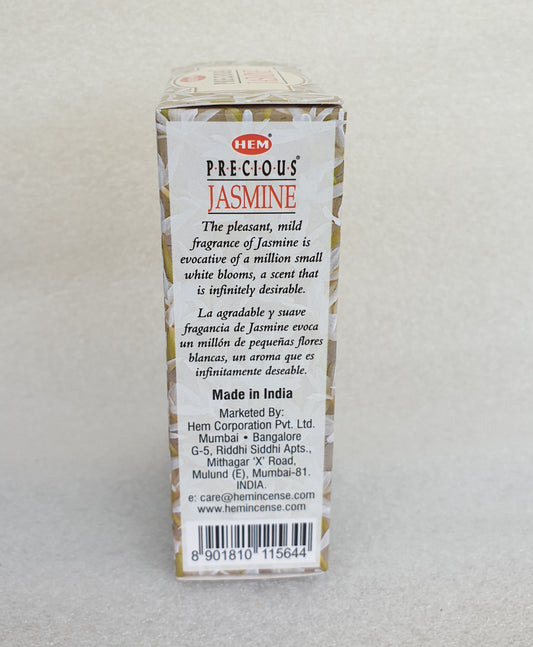 HEM
PRECIOUS
JASMINE
HEM
P·R·E·C·I·O·U·S®
JASMINE
The pleasant, mild
fragrance of Jasmine is
evocative of a million small
white blooms, a scent that
is infinitely desirable.
La agradable y suave
fragancia de Jasmine evoca
un millón de pequeñas flores
blancas, un aroma que es
infinitamente deseable.
Made in India
Marketed By:
Hem Corporation Pvt. Ltd.
Mumbai • Bangalore
G-5, Riddhi Siddhi Apts.,
Mithagar 'X' Road,
Mulund (E), Mumbai-81.
INDIA.
e: care@hemincense.com
www.hemincense.com
8 901810 115644